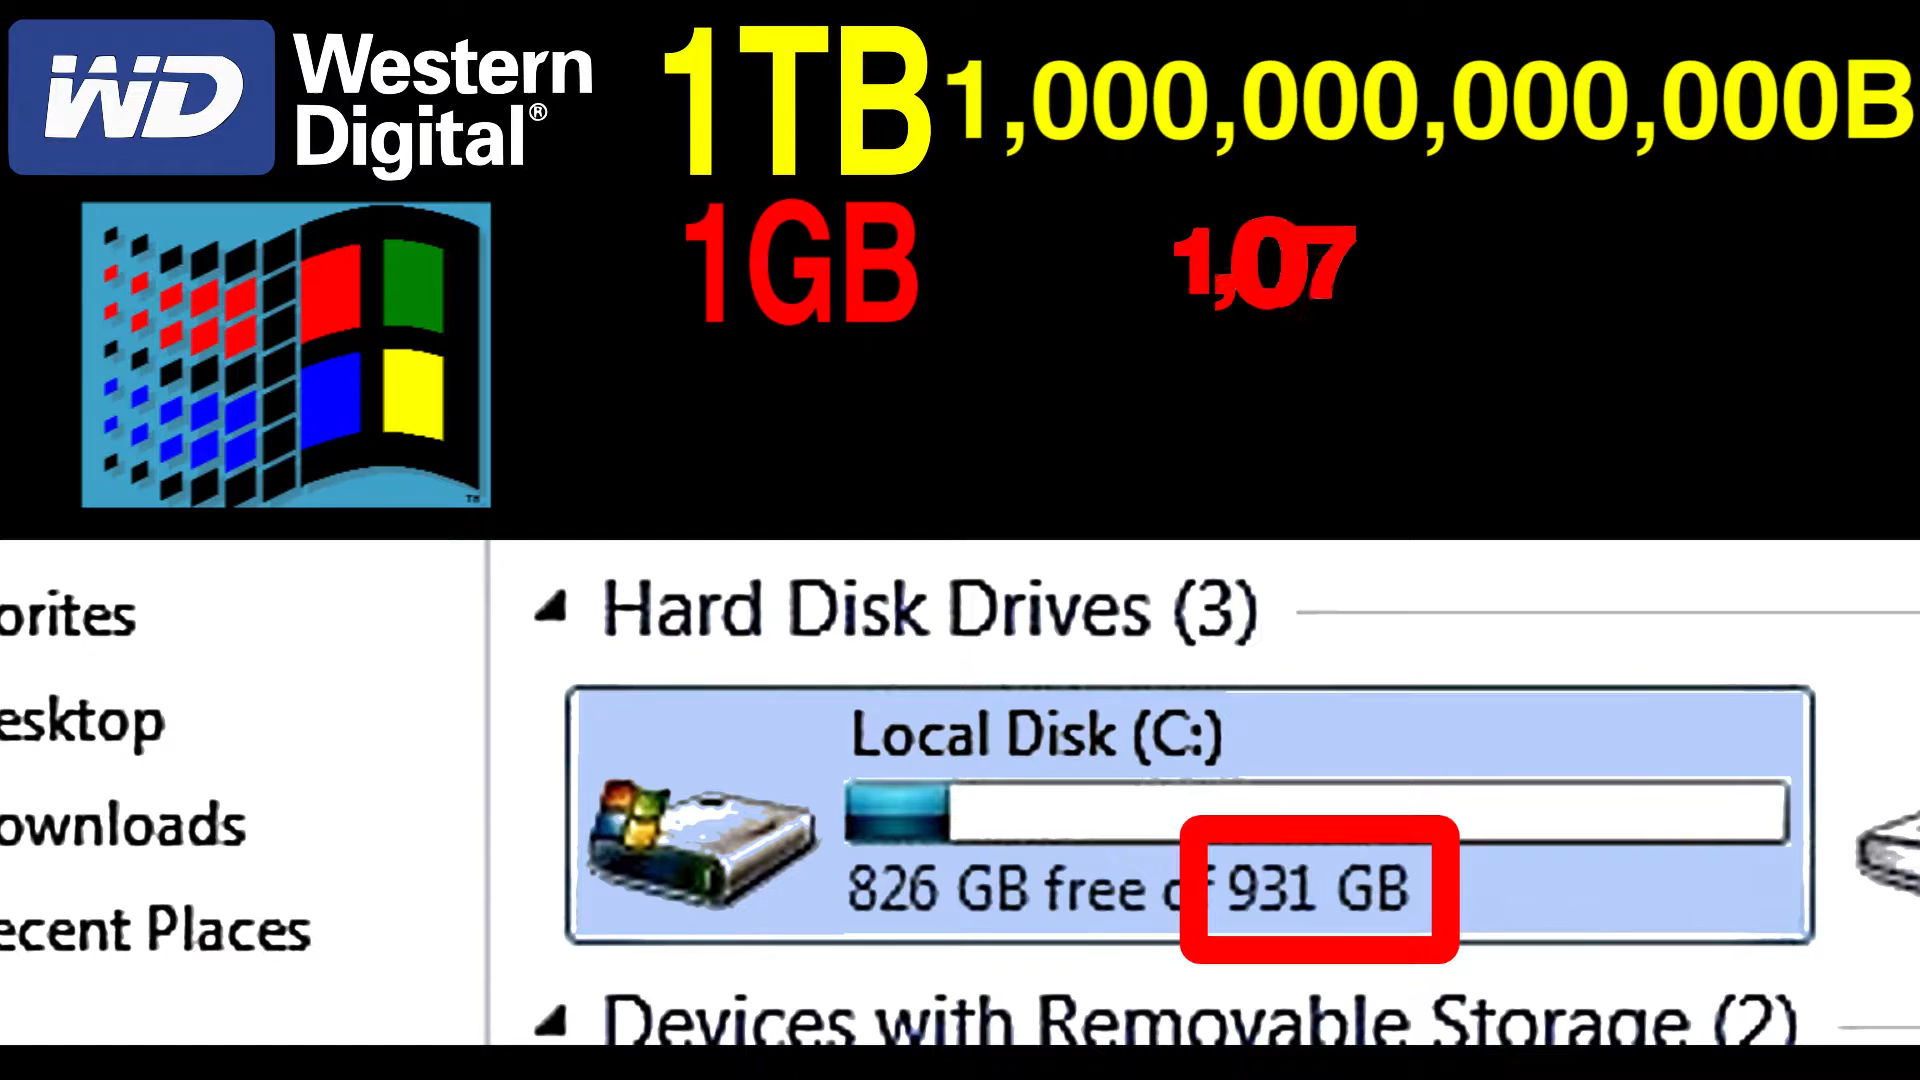 WD Western Digital®
1TB 1,000,000,000,000B
1GB 1,07
TM
orites
Hard Disk Drives (3)
esktop
Local Disk (C:)
ownloads
826 GB free of 931 GB
ecent Places
Devices with Removable Storage (2)